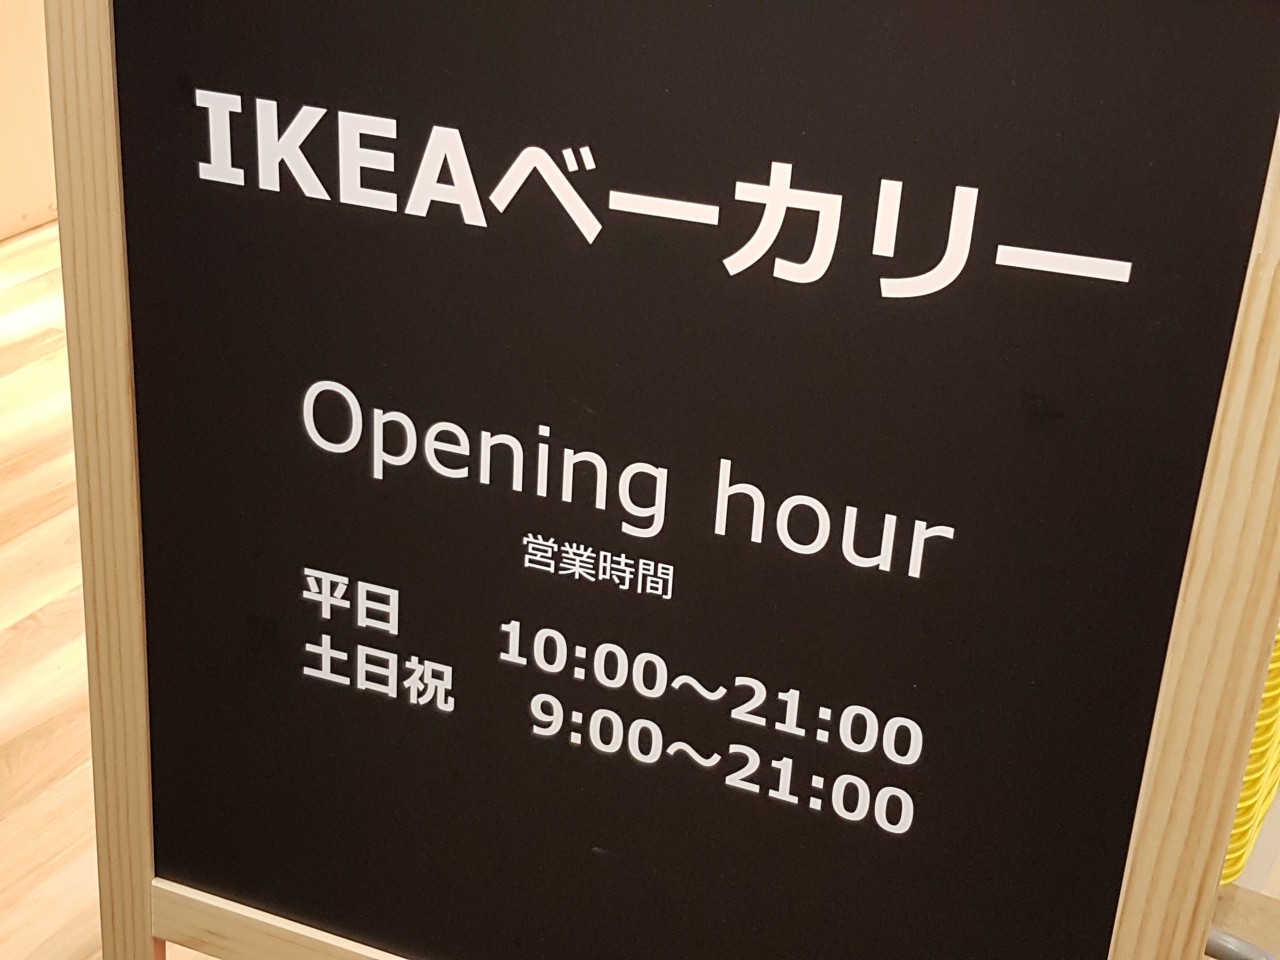 IKEAベーカリー
Opening hour
営業時間
平日 10:00～21:00
土日祝 9:00～21:00